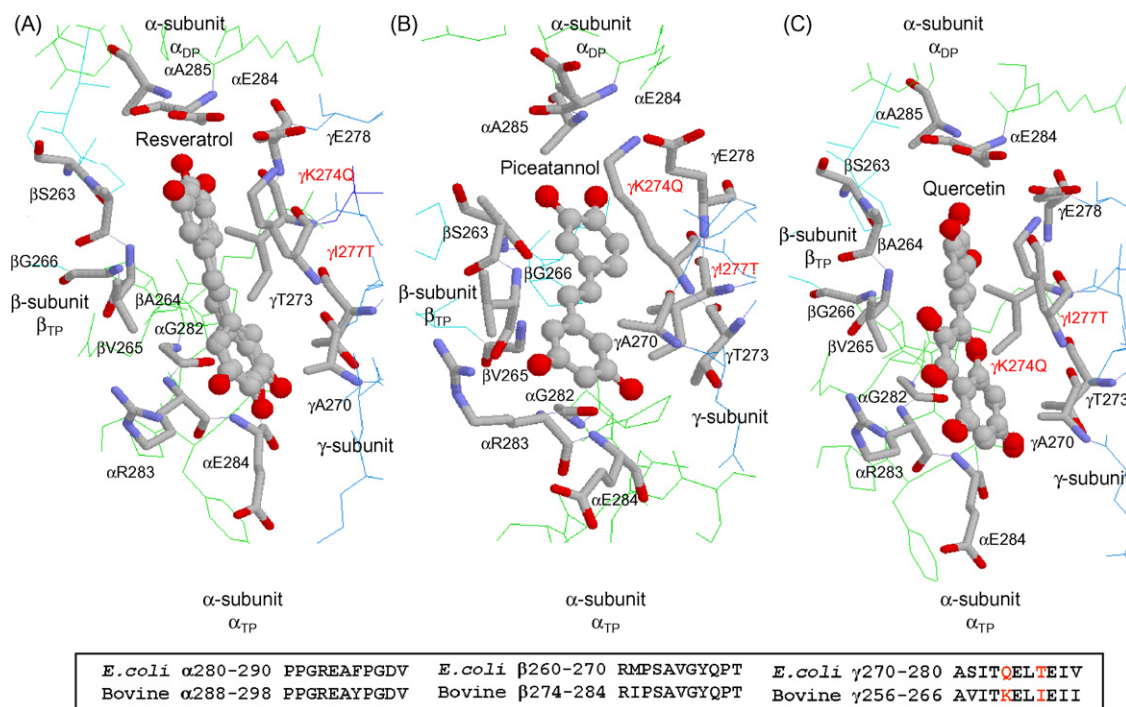 (A)
α-subunit
αDP
αA285
αE284
Resveratrol
γE278
βS263
γK274Q
γI277T
βG266
β-subunit
βTP
βA264
γT273
αG282
βV265
γA270
αR283
αE284
γ-subunit
α-subunit
αTP
(B)
α-subunit
αDP
αE284
αA285
Piceatannol
γE278
γK274Q
βS263
βG266
γI277T
β-subunit
βTP
γA270
γT273
βV265
αG282
γ-subunit
αR283
αE284
α-subunit
αTP
(C)
α-subunit
αDP
αA285
αE284
βS263
Quercetin
γE278
βA264
β-subunit
βTP
γI277T
βG266
βV265
γK274Q
γT273
αG282
γA270
αR283
γ-subunit
αE284
α-subunit
αTP
E.coli α280-290 PPGREAFPGDV
Bovine α288-298 PPGREAYPGDV
E.coli β260-270 RMPSAVGYQPT
Bovine β274-284 RIPSAVGYQPT
E.coli γ270-280 ASITQELTEIV
Bovine γ256-266 AVITKELIEII